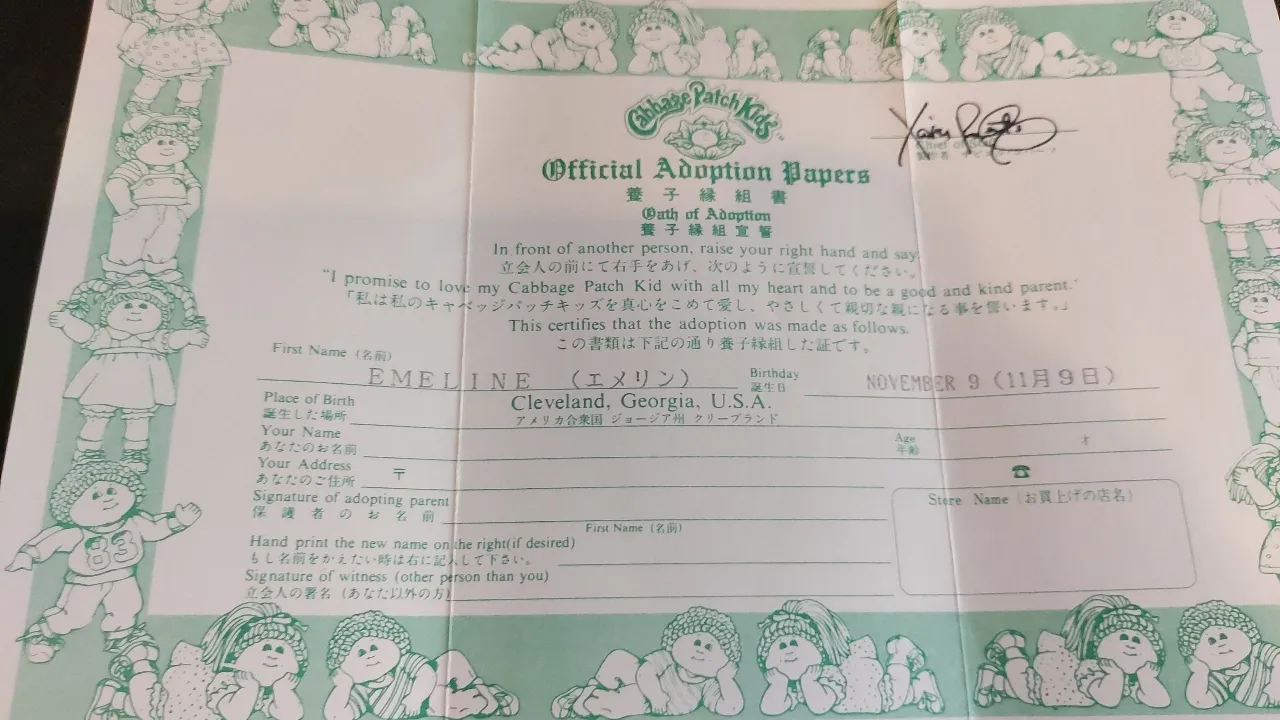 Cabbage Patch Kids
Official Adoption Papers
養子縁組書
Oath of Adoption
養子縁組宣誓
In front of another person, raise your right hand and say:
立会人の前にて右手をあげ、次のように宣誓してください。
"I promise to love my Cabbage Patch Kid with all my heart and to be a good and kind parent."
「私は私のキャベッジパッチキッズを真心をこめて愛し、やさしくて親切な親になる事を誓います。」
This certifies that the adoption was made as follows.
この書類は下記の通り養子縁組した証です。
First Name (名前) EMELINE (エメリン) Birthday 誕生日 NOVEMBER 9 (11月9日)
Place of Birth Cleveland, Georgia, U.S.A.
誕生した場所 アメリカ合衆国 ジョージア州 クリーブランド
Your Name Age
あなたのお名前 年齢 才
Your Address
あなたのご住所 〒 ☎
Signature of adopting parent Store Name (お買上げの店名)
保護者のお名前
First Name (名前)
Hand print the new name on the right(if desired)
もし名前をかえたい時は右に記入して下さい。
Signature of witness (other person than you)
立会人の署名 (あなた以外の方)
83